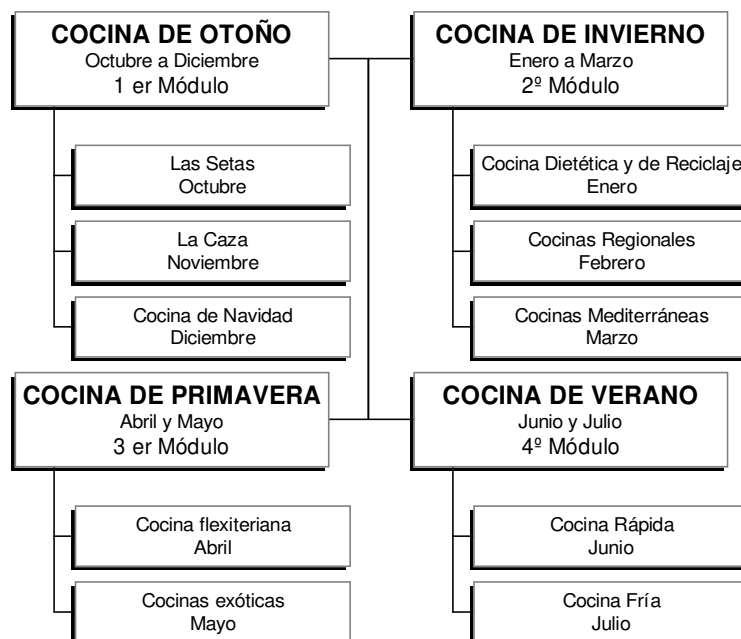 COCINA DE OTOÑO
Octubre a Diciembre
1 er Módulo
Las Setas
Octubre
La Caza
Noviembre
Cocina de Navidad
Diciembre
COCINA DE INVIERNO
Enero a Marzo
2º Módulo
Cocina Dietética y de Reciclaje
Enero
Cocinas Regionales
Febrero
Cocinas Mediterráneas
Marzo
COCINA DE PRIMAVERA
Abril y Mayo
3 er Módulo
Cocina flexiteriana
Abril
Cocinas exóticas
Mayo
COCINA DE VERANO
Junio y Julio
4º Módulo
Cocina Rápida
Junio
Cocina Fría
Julio